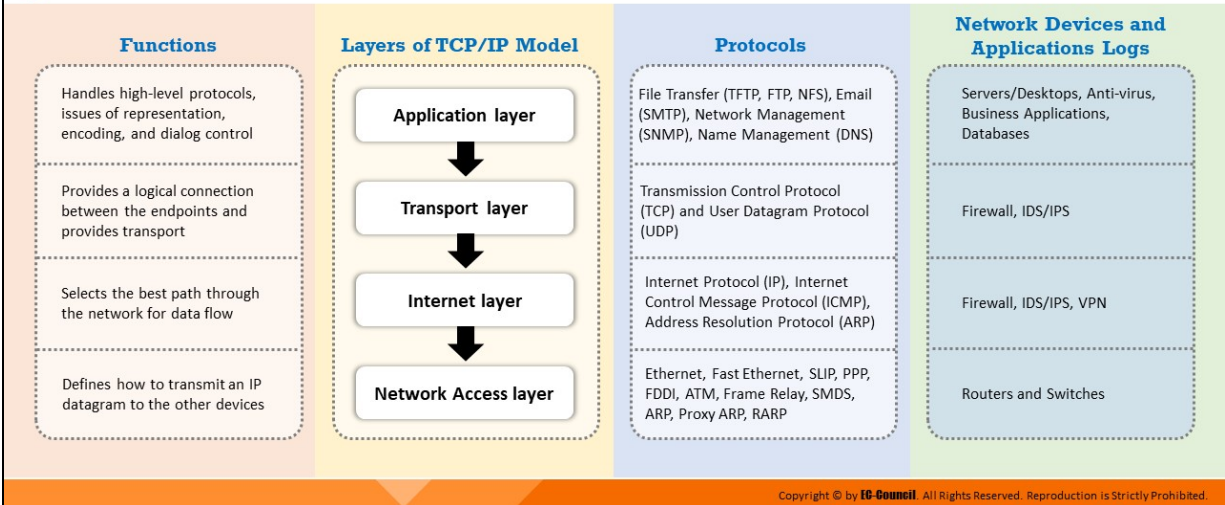 Functions
Handles high-level protocols,
issues of representation,
encoding, and dialog control
Provides a logical connection
between the endpoints and
provides transport
Selects the best path through
the network for data flow
Defines how to transmit an IP
datagram to the other devices
Layers of TCP/IP Model
Application layer
Transport layer
Internet layer
Network Access layer
Protocols
File Transfer (TFTP, FTP, NFS), Email
(SMTP), Network Management
(SNMP), Name Management (DNS)
Transmission Control Protocol
(TCP) and User Datagram Protocol
(UDP)
Internet Protocol (IP), Internet
Control Message Protocol (ICMP),
Address Resolution Protocol (ARP)
Ethernet, Fast Ethernet, SLIP, PPP,
FDDI, ATM, Frame Relay, SMDS,
ARP, Proxy ARP, RARP
Network Devices and
Applications Logs
Servers/Desktops, Anti-virus,
Business Applications,
Databases
Firewall, IDS/IPS
Firewall, IDS/IPS, VPN
Routers and Switches
Copyright © by EC-Council. All Rights Reserved. Reproduction is Strictly Prohibited.